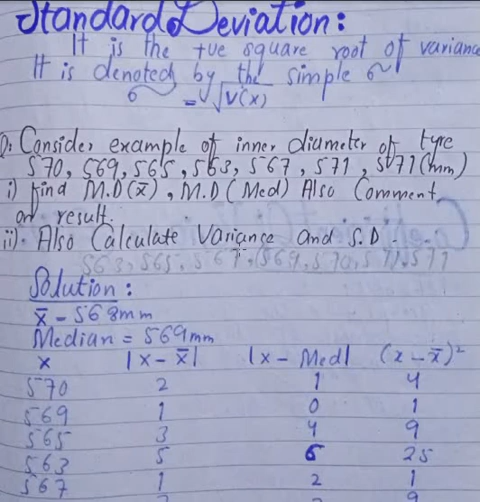 Standard Deviation:
It is the +ve square root of variance
It is denoted by the simple σ
σ = √V(x)
Q: Consider example of inner diameter of tyre
570, 569, 565, 563, 567, 571, 571 (mm)
i) Find M.D(x̄), M.D(Med) Also Comment
on result.
ii). Also Calculate Variance and S.D.
563, 565, 567, 569, 570, 571, 571
Solution:
x̄ - 568mm
Median = 569mm
x |x - x̄| |x - Med| (x - x̄)²
570 2 1 4
569 1 0 1
565 3 4 9
563 5 6 25
567 1 2 1
9